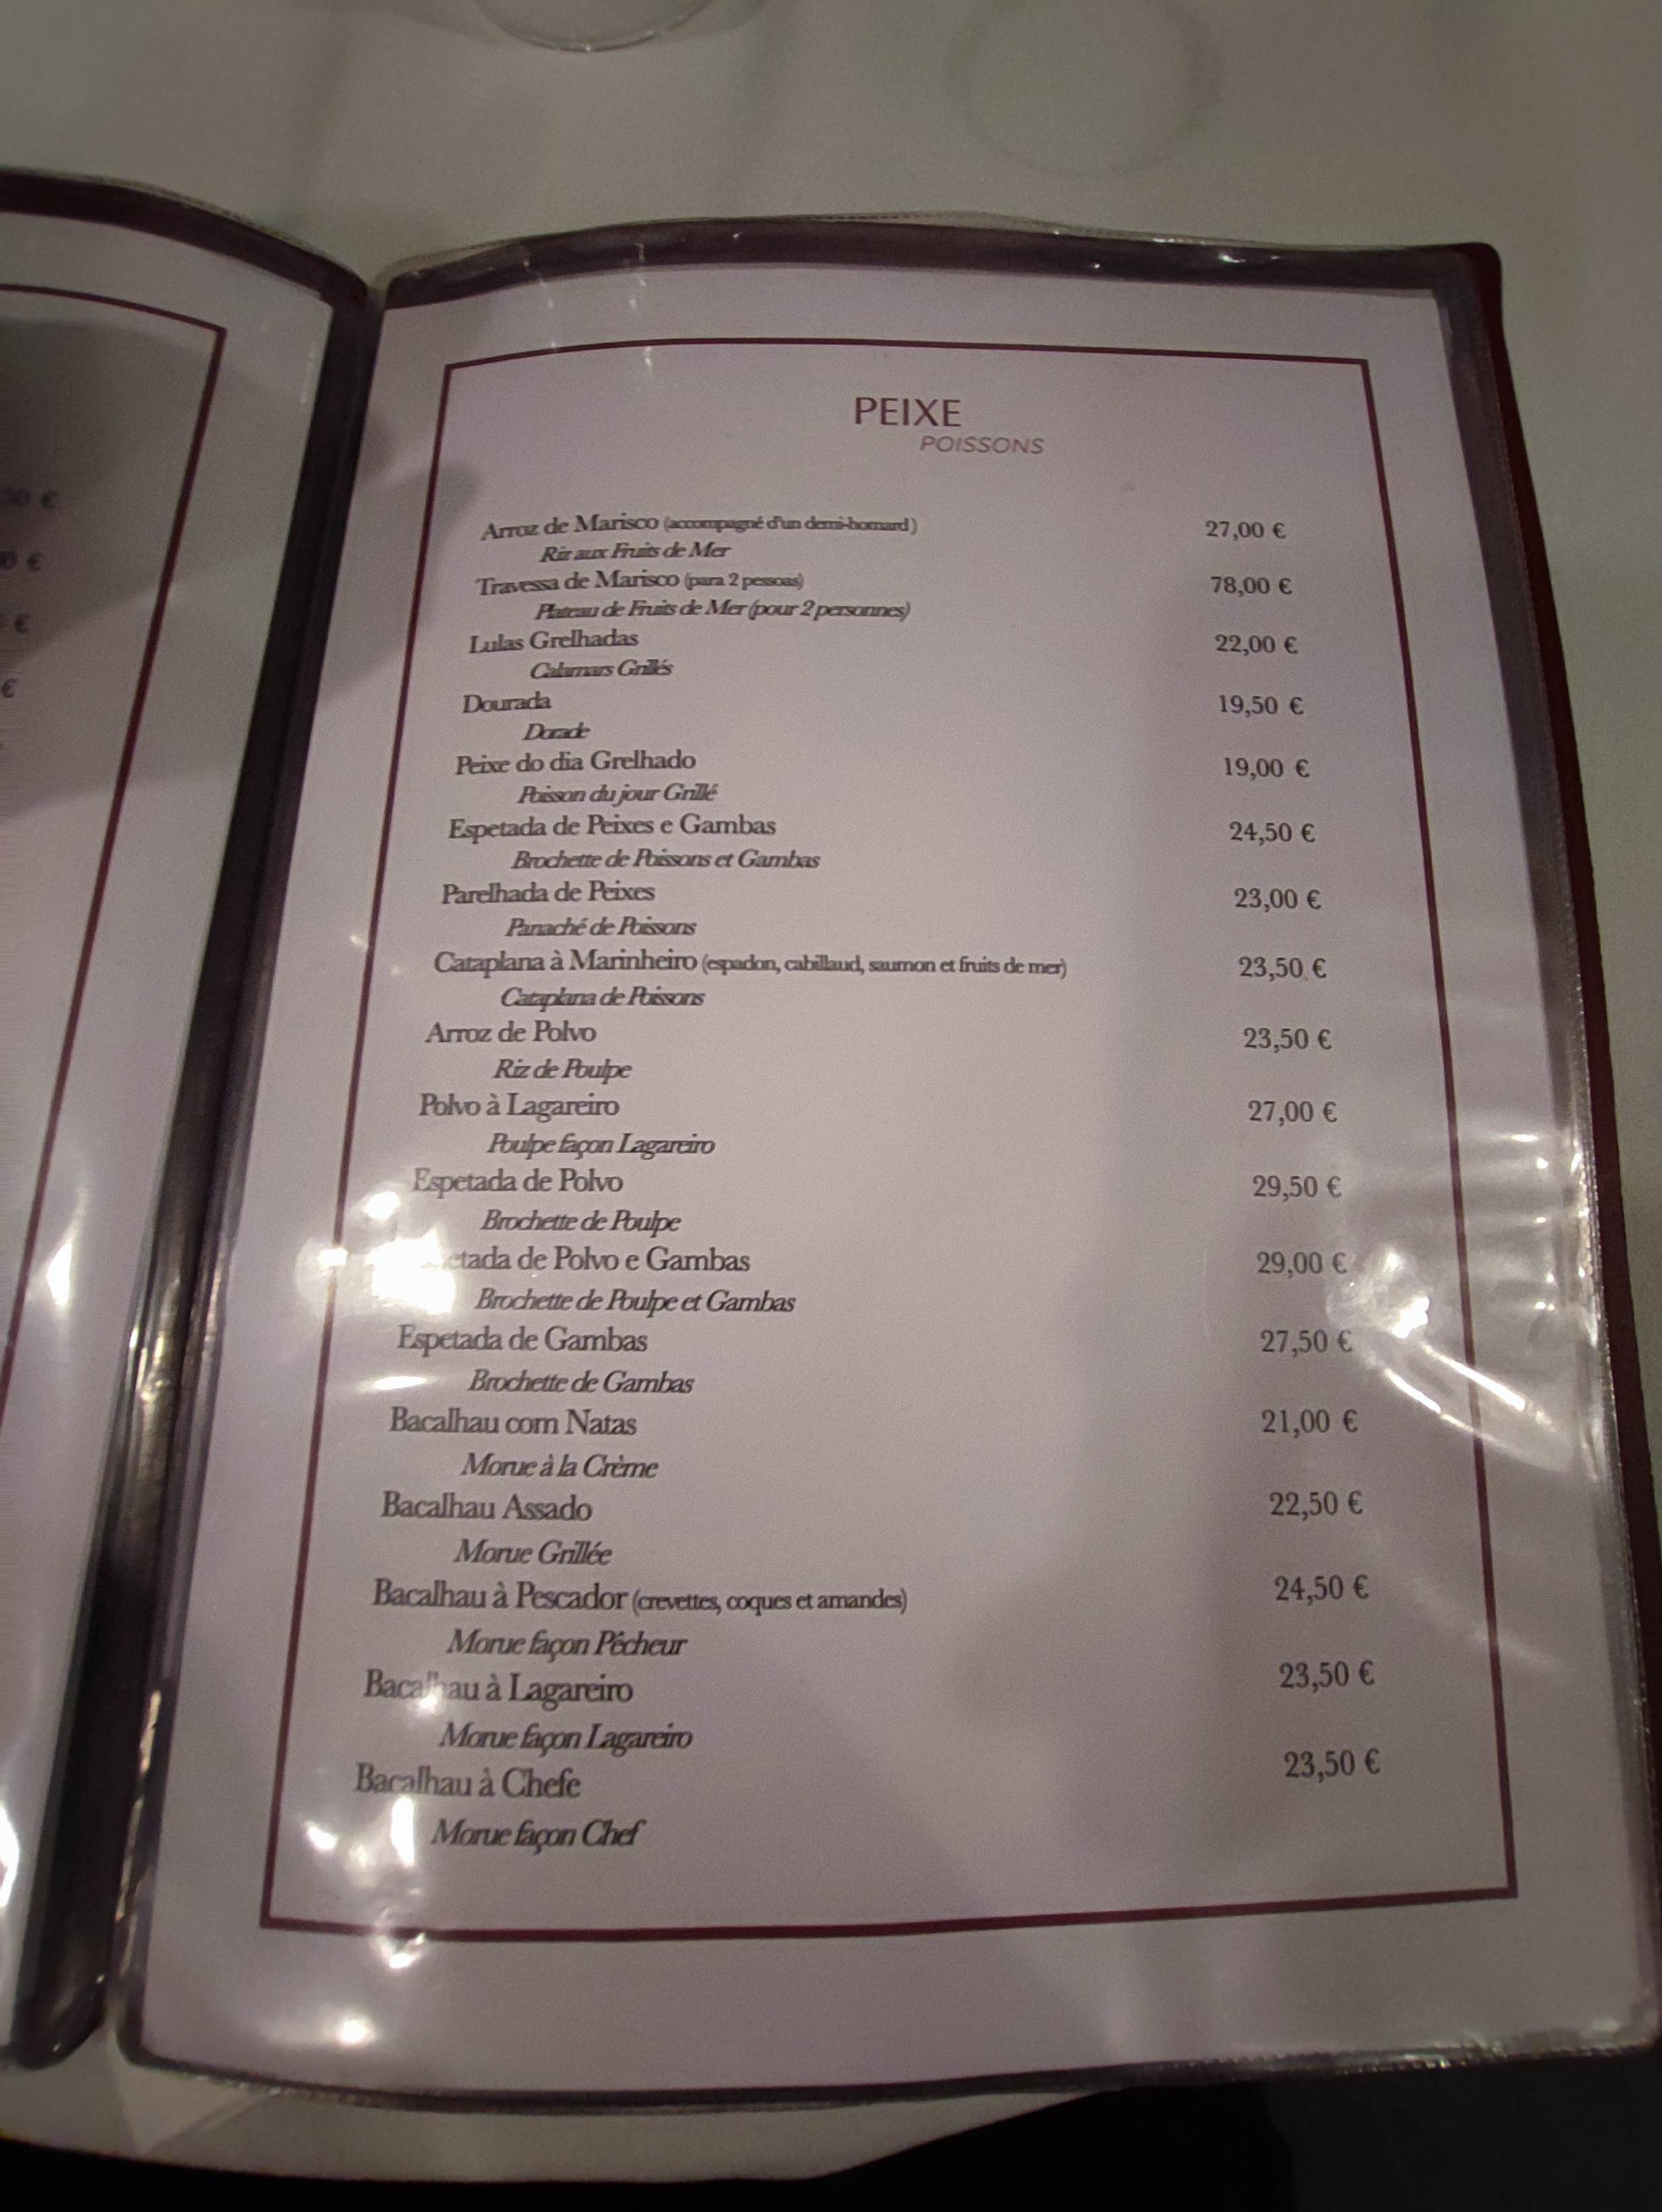 PEIXE
POISSONS
Arroz de Marisco (accompagné d'un demi-homard) 27,00 €
Riz aux Fruits de Mer
Travessa de Marisco (para 2 pessoas) 78,00 €
Plateau de Fruits de Mer (pour 2 personnes)
Lulas Grelhadas 22,00 €
Calamars Grillés
Dourada 19,50 €
Dorade
Peixe do dia Grelhado 19,00 €
Poisson du jour Grillé
Espetada de Peixes e Gambas 24,50 €
Brochette de Poissons et Gambas
Parelhada de Peixes 23,00 €
Panaché de Poissons
Cataplana à Marinheiro (espadon, cabillaud, saumon et fruits de mer) 23,50 €
Cataplana de Poissons
Arroz de Polvo 23,50 €
Riz de Poulpe
Polvo à Lagareiro 27,00 €
Poulpe façon Lagareiro
Espetada de Polvo 29,50 €
Brochette de Poulpe
etada de Polvo e Gambas 29,00 €
Brochette de Poulpe et Gambas
Espetada de Gambas 27,50 €
Brochette de Gambas
Bacalhau com Natas 21,00 €
Morue à la Crème
Bacalhau Assado 22,50 €
Morue Grillée
Bacalhau à Pescador (crevettes, coques et amandes) 24,50 €
Morue façon Pêcheur
Bacalhau à Lagareiro 23,50 €
Morue façon Lagareiro
Bacalhau à Chefe 23,50 €
Morue façon Chef